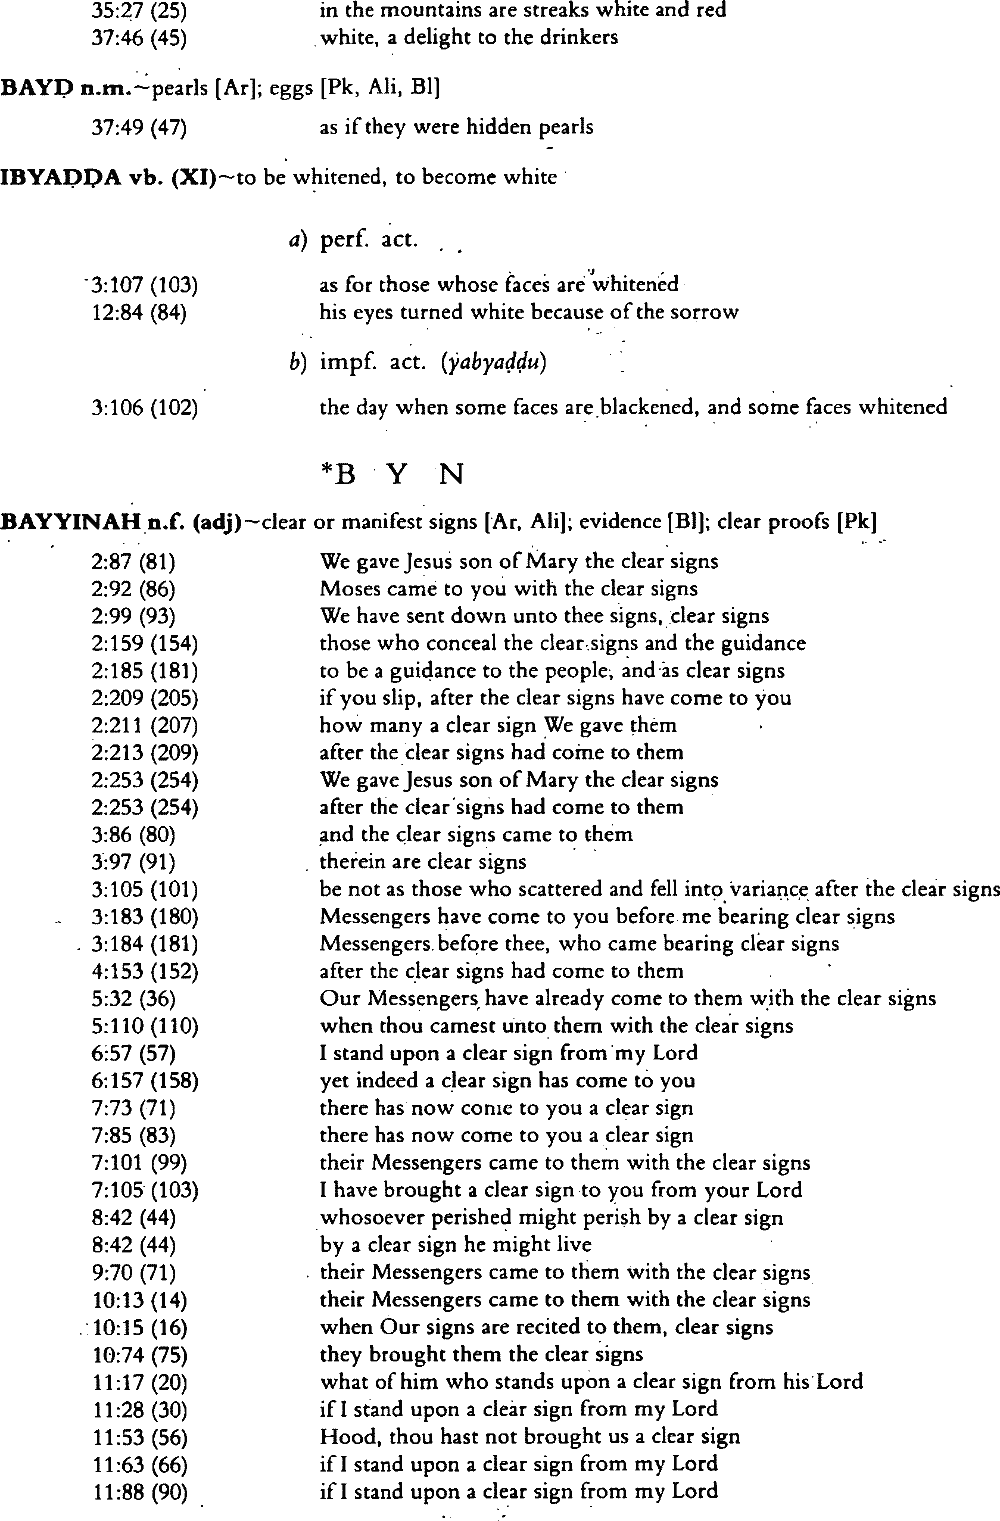 35:27 (25) in the mountains are streaks white and red
37:46 (45) white, a delight to the drinkers
BAYḌ n.m.~pearls [Ar]; eggs [Pk, Ali, Bl]
37:49 (47) as if they were hidden pearls
IBYAḌḌA vb. (XI)~to be whitened, to become white
a) perf. act.
3:107 (103) as for those whose faces are whitened
12:84 (84) his eyes turned white because of the sorrow
b) impf. act. (yabyaḍḍu)
3:106 (102) the day when some faces are blackened, and some faces whitened
*B Y N
BAYYINAH n.f. (adj)~clear or manifest signs [Ar, Ali]; evidence [Bl]; clear proofs [Pk]
2:87 (81) We gave Jesus son of Mary the clear signs
2:92 (86) Moses came to you with the clear signs
2:99 (93) We have sent down unto thee signs, clear signs
2:159 (154) those who conceal the clear signs and the guidance
2:185 (181) to be a guidance to the people, and as clear signs
2:209 (205) if you slip, after the clear signs have come to you
2:211 (207) how many a clear sign We gave them
2:213 (209) after the clear signs had come to them
2:253 (254) We gave Jesus son of Mary the clear signs
2:253 (254) after the clear signs had come to them
3:86 (80) and the clear signs came to them
3:97 (91) therein are clear signs
3:105 (101) be not as those who scattered and fell into variance after the clear signs
3:183 (180) Messengers have come to you before me bearing clear signs
3:184 (181) Messengers before thee, who came bearing clear signs
4:153 (152) after the clear signs had come to them
5:32 (36) Our Messengers have already come to them with the clear signs
5:110 (110) when thou camest unto them with the clear signs
6:57 (57) I stand upon a clear sign from my Lord
6:157 (158) yet indeed a clear sign has come to you
7:73 (71) there has now come to you a clear sign
7:85 (83) there has now come to you a clear sign
7:101 (99) their Messengers came to them with the clear signs
7:105 (103) I have brought a clear sign to you from your Lord
8:42 (44) whosoever perished might perish by a clear sign
8:42 (44) by a clear sign he might live
9:70 (71) their Messengers came to them with the clear signs
10:13 (14) their Messengers came to them with the clear signs
10:15 (16) when Our signs are recited to them, clear signs
10:74 (75) they brought them the clear signs
11:17 (20) what of him who stands upon a clear sign from his Lord
11:28 (30) if I stand upon a clear sign from my Lord
11:53 (56) Hood, thou hast not brought us a clear sign
11:63 (66) if I stand upon a clear sign from my Lord
11:88 (90) if I stand upon a clear sign from my Lord